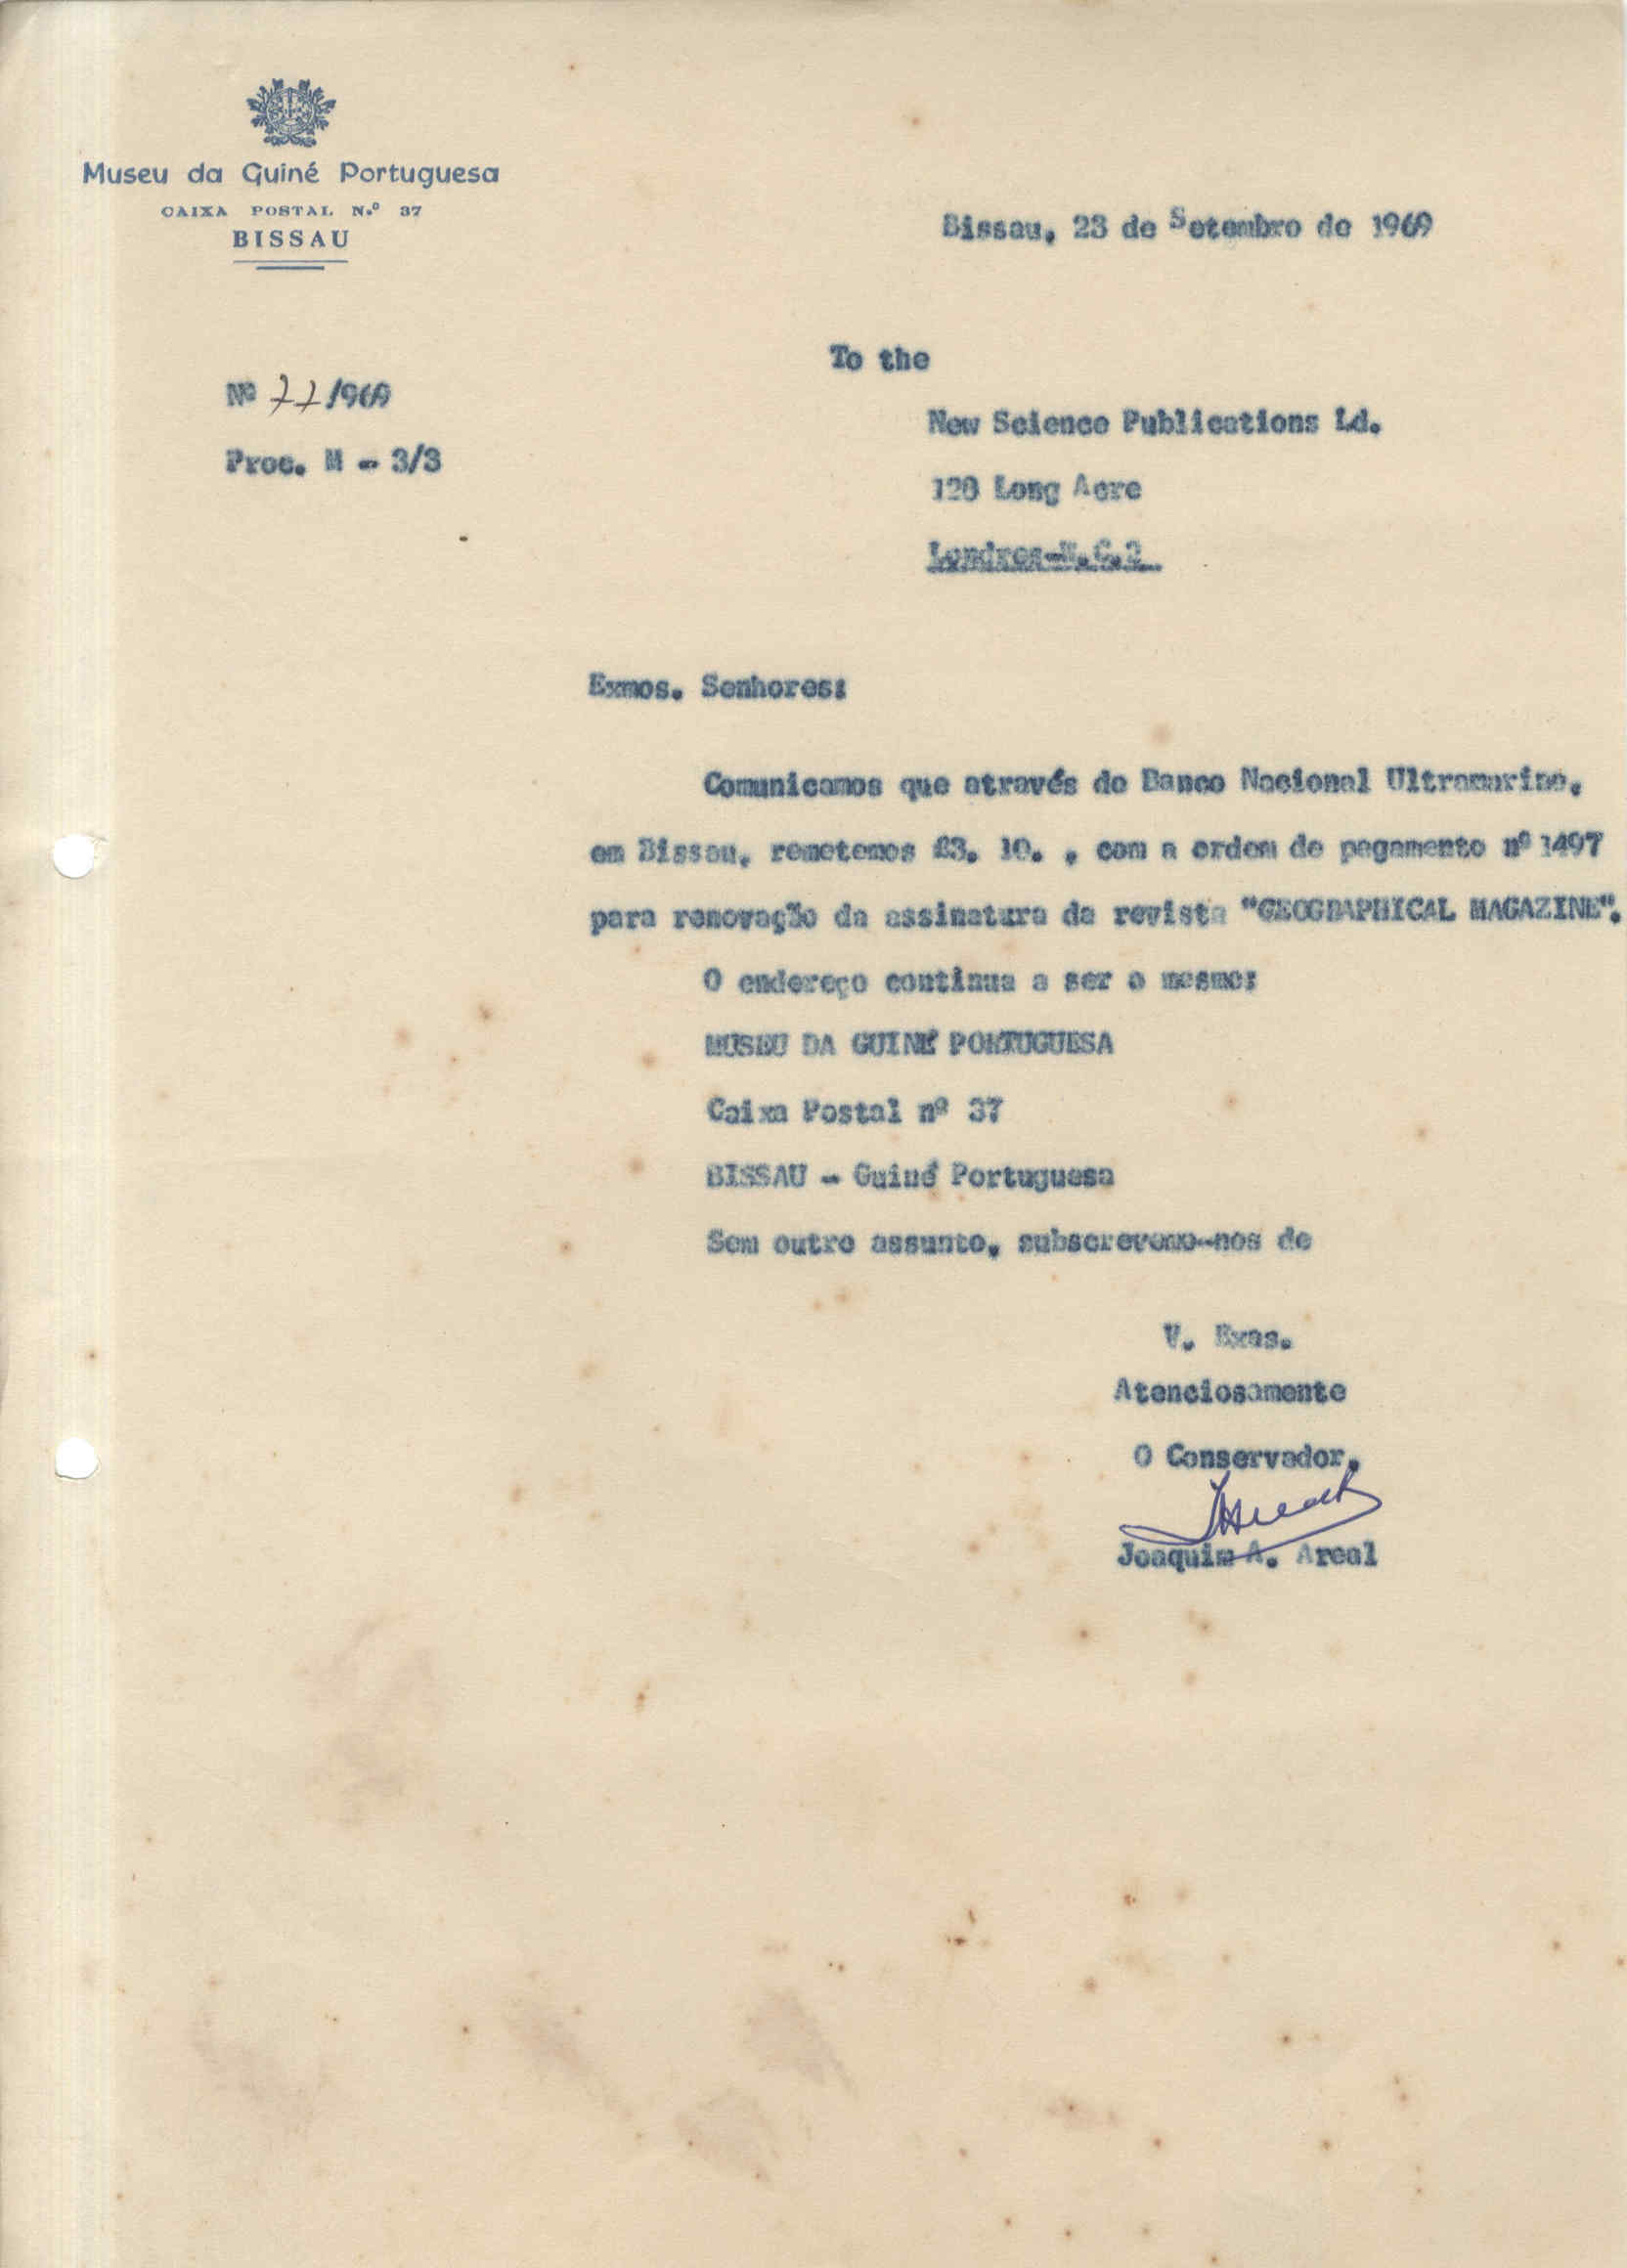 Museu da Guiné Portuguesa
CAIXA POSTAL N.º 37
BISSAU
Bissau, 23 de Setembro de 1969
Nº 77/969
Proc. M - 3/3
To the
New Science Publications Ld.
128 Long Acre
Londres-W.C.2
Exmos. Senhores:
Comunicamos que através do Banco Nacional Ultramarino,
em Bissau, remetemos £3. 10. , com a ordem de pagamento nº 1497
para renovação da assinatura da revista "GEOGRAPHICAL MAGAZINE".
O endereço continua a ser o mesmo:
MUSEU DA GUINÉ PORTUGUESA
Caixa Postal nº 37
BISSAU - Guiné Portuguesa
Sem outro assunto, subscrevemo-nos de
V. Exas.
Atenciosamente
O Conservador,
Joaquim A. Areal